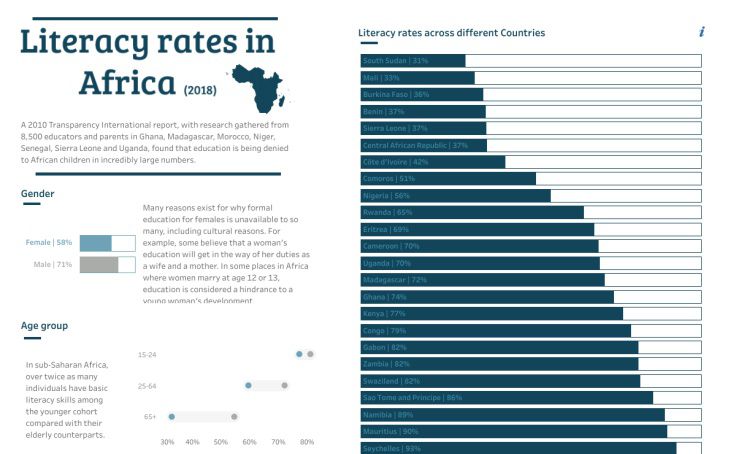 Literacy rates in
Africa (2018)
A 2010 Transparency International report, with research gathered from
8,500 educators and parents in Ghana, Madagascar, Morocco, Niger,
Senegal, Sierra Leone and Uganda, found that education is being denied
to African children in incredibly large numbers.
Gender
Female | 58%
Male | 71%
Many reasons exist for why formal
education for females is unavailable to so
many, including cultural reasons. For
example, some believe that a woman's
education will get in the way of her duties as
a wife and a mother. In some places in Africa
where women marry at age 12 or 13,
education is considered a hindrance to a
young woman's development
Age group
In sub-Saharan Africa,
over twice as many
individuals have basic
literacy skills among
the younger cohort
compared with their
elderly counterparts.
15-24
25-64
65+
30% 40% 50% 60% 70% 80%
Literacy rates across different Countries
i
South Sudan | 31%
Mali | 33%
Burkina Faso | 36%
Benin | 37%
Sierra Leone | 37%
Central African Republic | 37%
Côte d'Ivoire | 42%
Comoros | 51%
Nigeria | 56%
Rwanda | 65%
Eritrea | 69%
Cameroon | 70%
Uganda | 70%
Madagascar | 72%
Ghana | 74%
Kenya | 77%
Congo | 79%
Gabon | 82%
Zambia | 82%
Swaziland | 82%
Sao Tome and Principe | 86%
Namibia | 89%
Mauritius | 90%
Seychelles | 93%